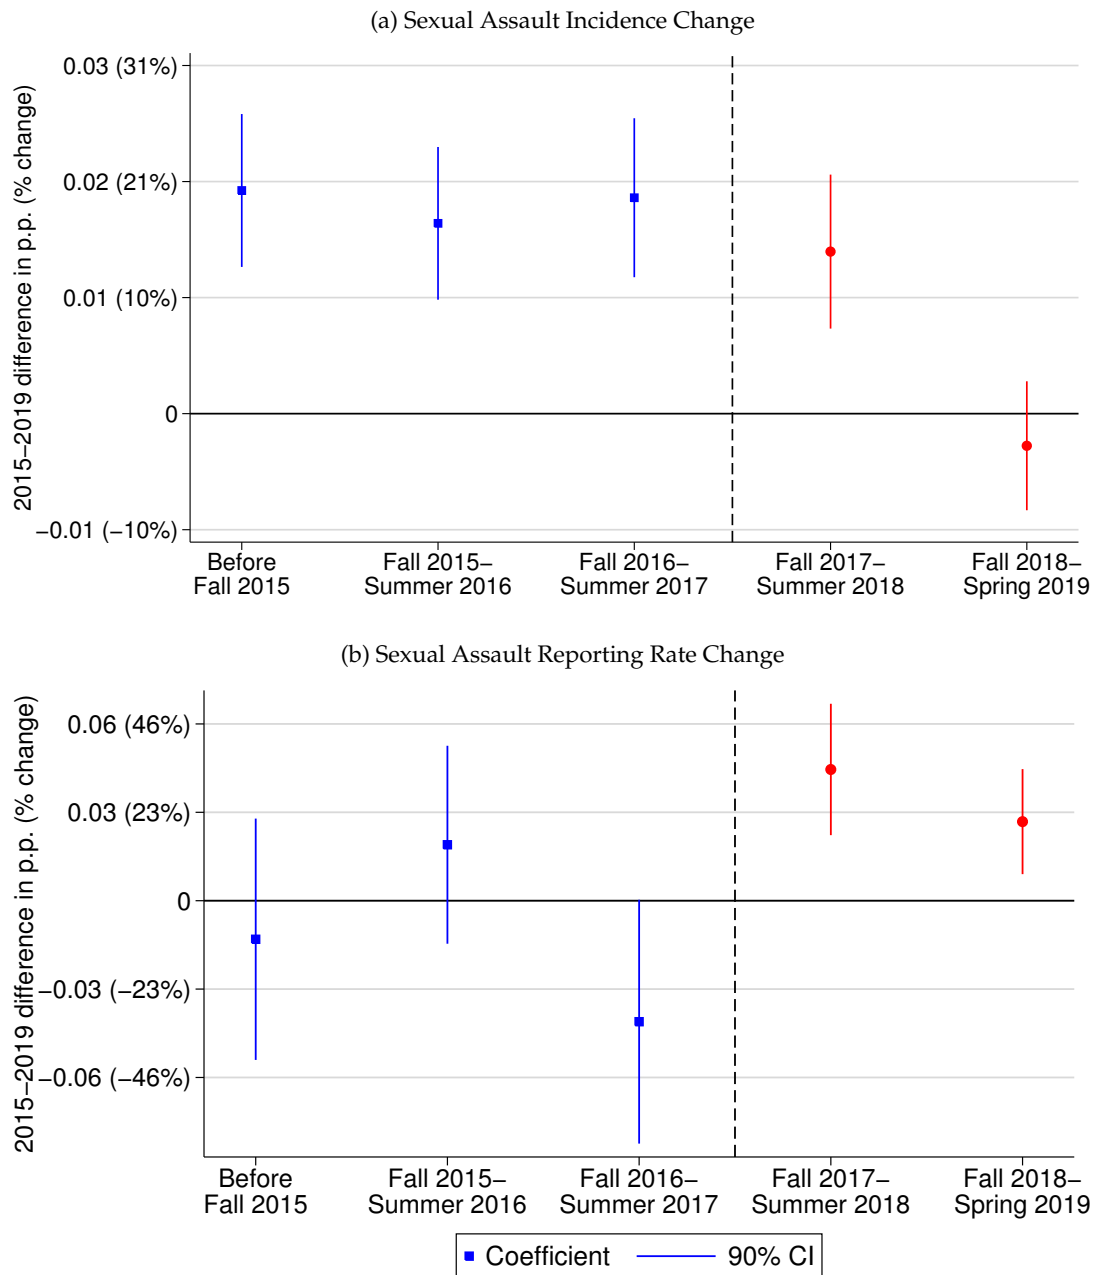 (a) Sexual Assault Incidence Change
2015–2019 difference in p.p. (% change)
0.03 (31%)
0.02 (21%)
0.01 (10%)
0
−0.01 (−10%)
Before Fall 2015
Fall 2015– Summer 2016
Fall 2016– Summer 2017
Fall 2017– Summer 2018
Fall 2018– Spring 2019
(b) Sexual Assault Reporting Rate Change
2015–2019 difference in p.p. (% change)
0.06 (46%)
0.03 (23%)
0
−0.03 (−23%)
−0.06 (−46%)
Before Fall 2015
Fall 2015– Summer 2016
Fall 2016– Summer 2017
Fall 2017– Summer 2018
Fall 2018– Spring 2019
Coefficient
90% CI